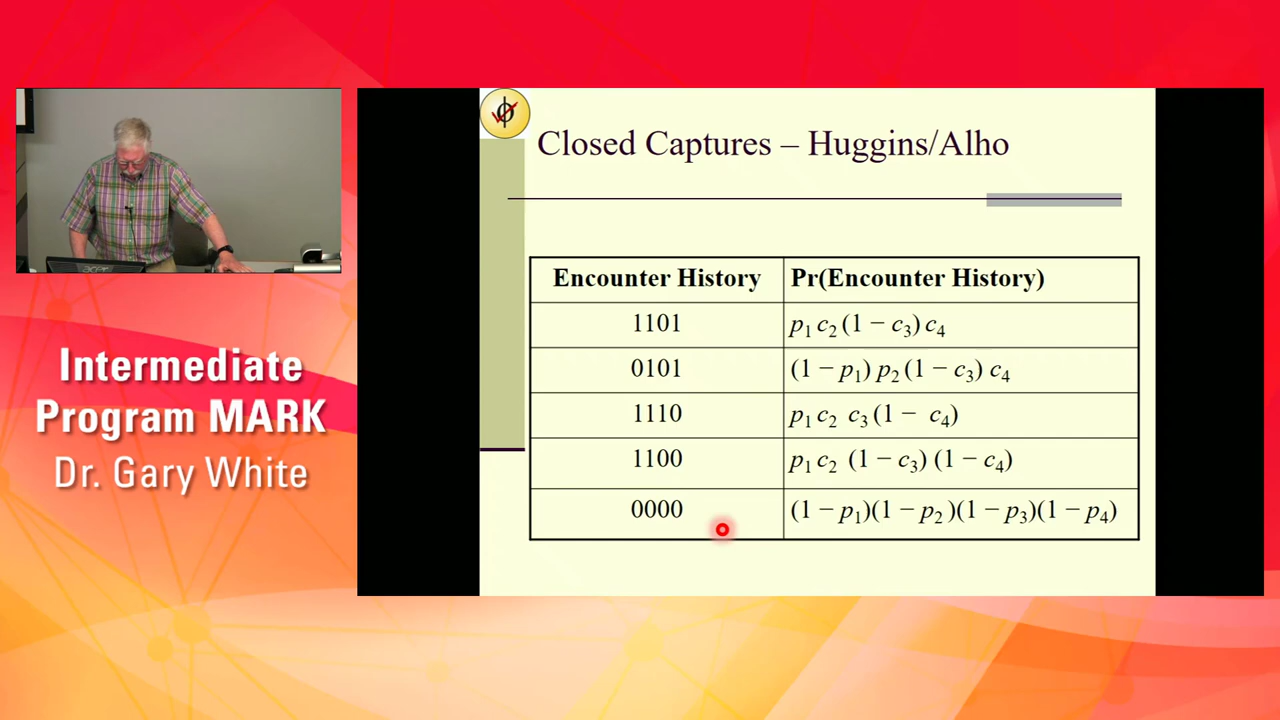 Closed Captures – Huggins/Alho
Encounter History Pr(Encounter History)
1101 p₁ c₂ (1 − c₃) c₄
0101 (1 − p₁) p₂ (1 − c₃) c₄
1110 p₁ c₂ c₃ (1 − c₄)
1100 p₁ c₂ (1 − c₃) (1 − c₄)
0000 (1 − p₁)(1 − p₂)(1 − p₃)(1 − p₄)
acer
Intermediate
Program MARK
Dr. Gary White